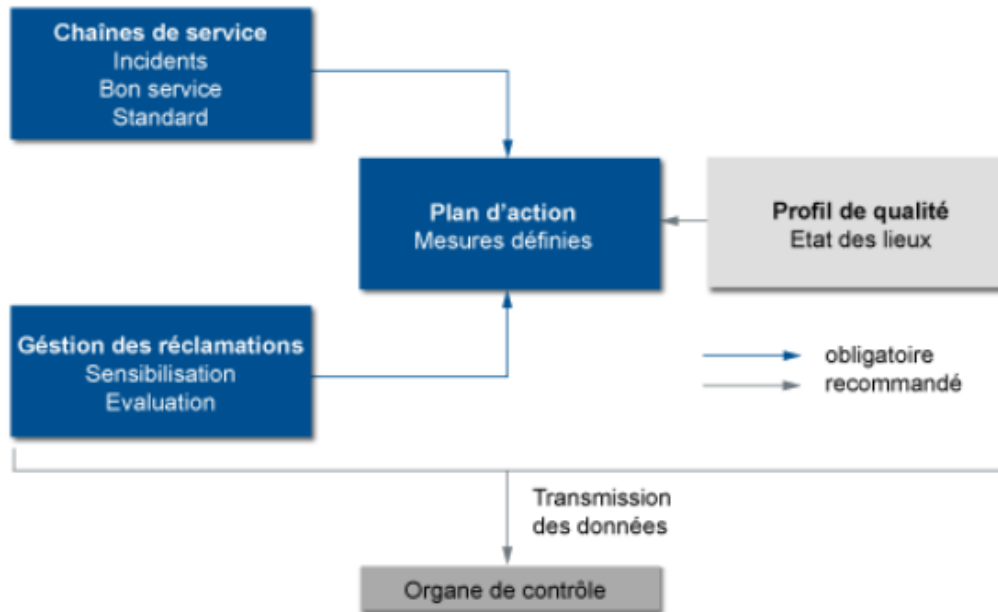 Chaînes de service
Incidents
Bon service
Standard
Plan d'action
Mesures définies
Profil de qualité
Etat des lieux
Géstion des réclamations
Sensibilisation
Evaluation
obligatoire
recommandé
Transmission
des données
Organe de contrôle